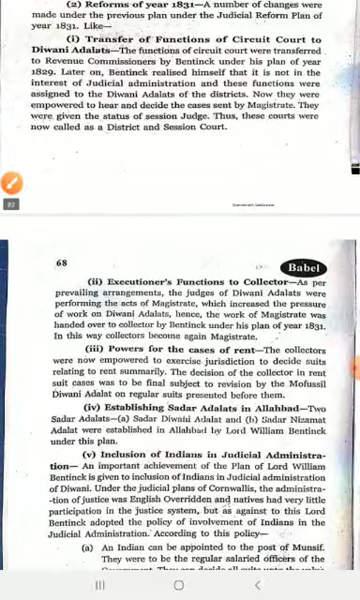 (2) Reforms of year 1831—A number of changes were
made under the previous plan under the Judicial Reform Plan of
year 1831. Like—
(i) Transfer of Functions of Circuit Court to
Diwani Adalats—The functions of circuit court were transferred
to Revenue Commissioners by Bentinck under his plan of year
1829. Later on, Bentinck realised himself that it is not in the
interest of Judicial administration and these functions were
assigned to the Diwani Adalats of the districts. Now they were
empowered to hear and decide the cases sent by Magistrate. They
were given the status of session Judge. Thus, these courts were
now called as a District and Session Court.
82
68
Babel
(ii) Executioner's Functions to Collector—As per
prevailing arrangements, the judges of Diwani Adalats were
performing the acts of Magistrate, which increased the pressure
of work on Diwani Adalats, hence, the work of Magistrate was
handed over to collector by Bentinck under his plan of year 1831.
In this way collectors become again Magistrate.
(iii) Powers for the cases of rent—The collectors
were now empowered to exercise jurisdiction to decide suits
relating to rent summarily. The decision of the collector in rent
suit cases was to be final subject to revision by the Mofussil
Diwani Adalat on regular suits presented before them.
(iv) Establishing Sadar Adalats in Allahbad—Two
Sadar Adalats—(a) Sadar Diwani Adalat and (b) Sadar Nizamat
Adalat were established in Allahbad by Lord William Bentinck
under this plan.
(v) Inclusion of Indians in Judicial Administra-
tion— An important achievement of the Plan of Lord William
Bentinck is given to inclusion of Indians in Judicial administration
of Diwani. Under the judicial plans of Cornwallis, the administra-
-tion of justice was English Overridden and natives had very little
participation in the justice system, but as against to this Lord
Bentinck adopted the policy of involvement of Indians in the
Judicial Administration. According to this policy—
(a) An Indian can be appointed to the post of Munsif.
They were to be the regular salaried officers of the